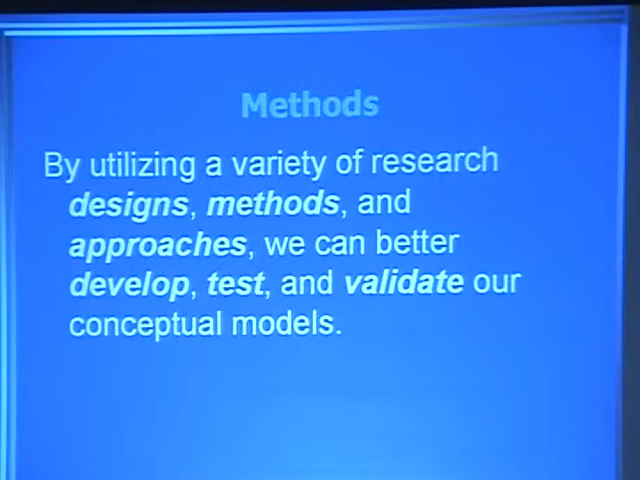 Methods
By utilizing a variety of research
designs, methods, and
approaches, we can better
develop, test, and validate our
conceptual models.